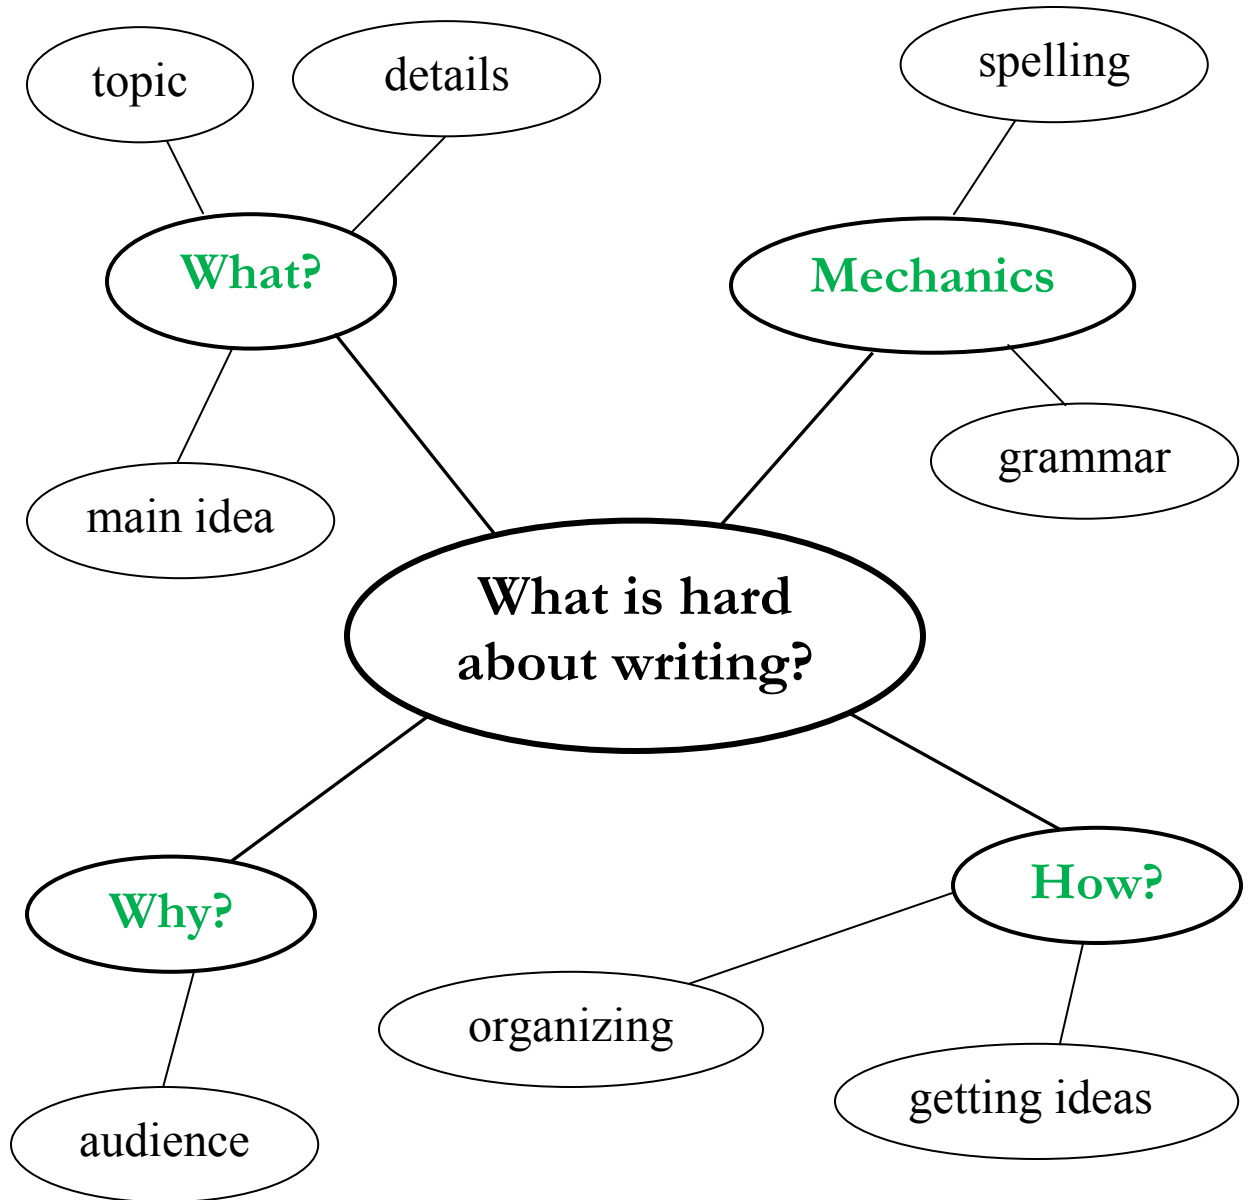 topic
details
spelling
What?
Mechanics
main idea
grammar
What is hard
about writing?
Why?
How?
organizing
getting ideas
audience